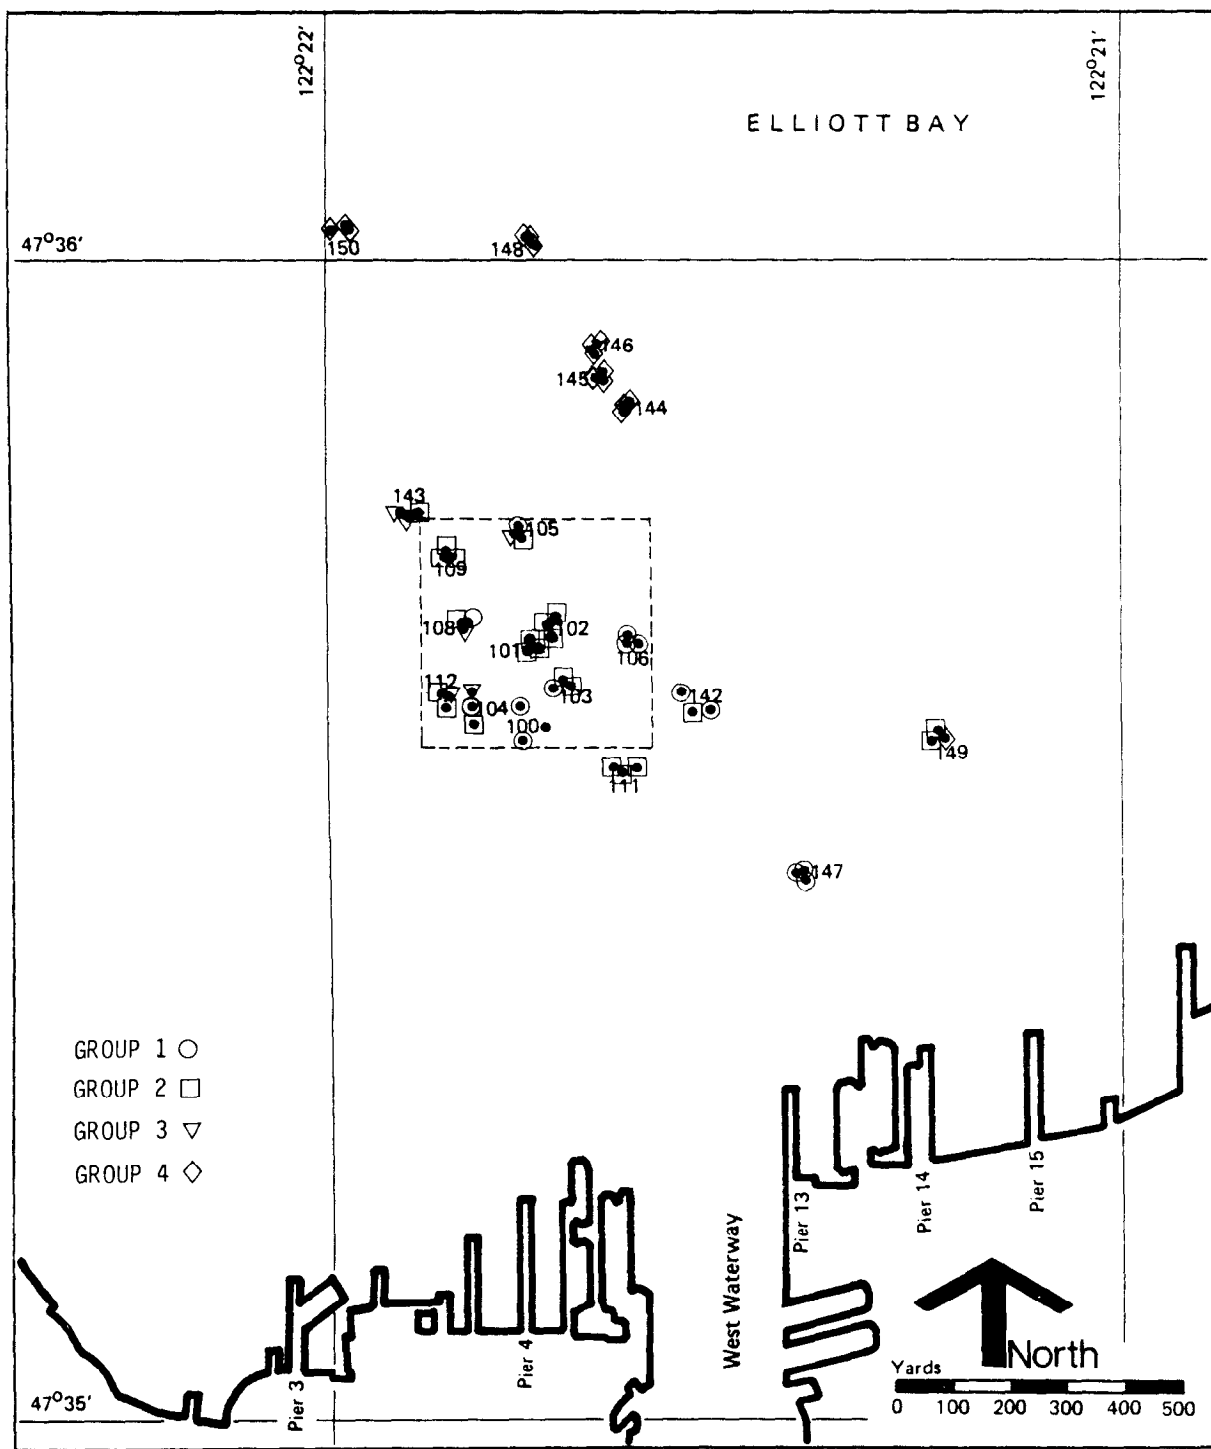 122°22'
122°21'
ELLIOTT BAY
47°36'
150
148
146
145
144
143
105
109
108
102
101
106
112
103
104
142
100
149
111
147
GROUP 1
GROUP 2
GROUP 3
GROUP 4
Pier 3
Pier 4
West Waterway
Pier 13
Pier 14
Pier 15
North
Yards
0 100 200 300 400 500
47°35'